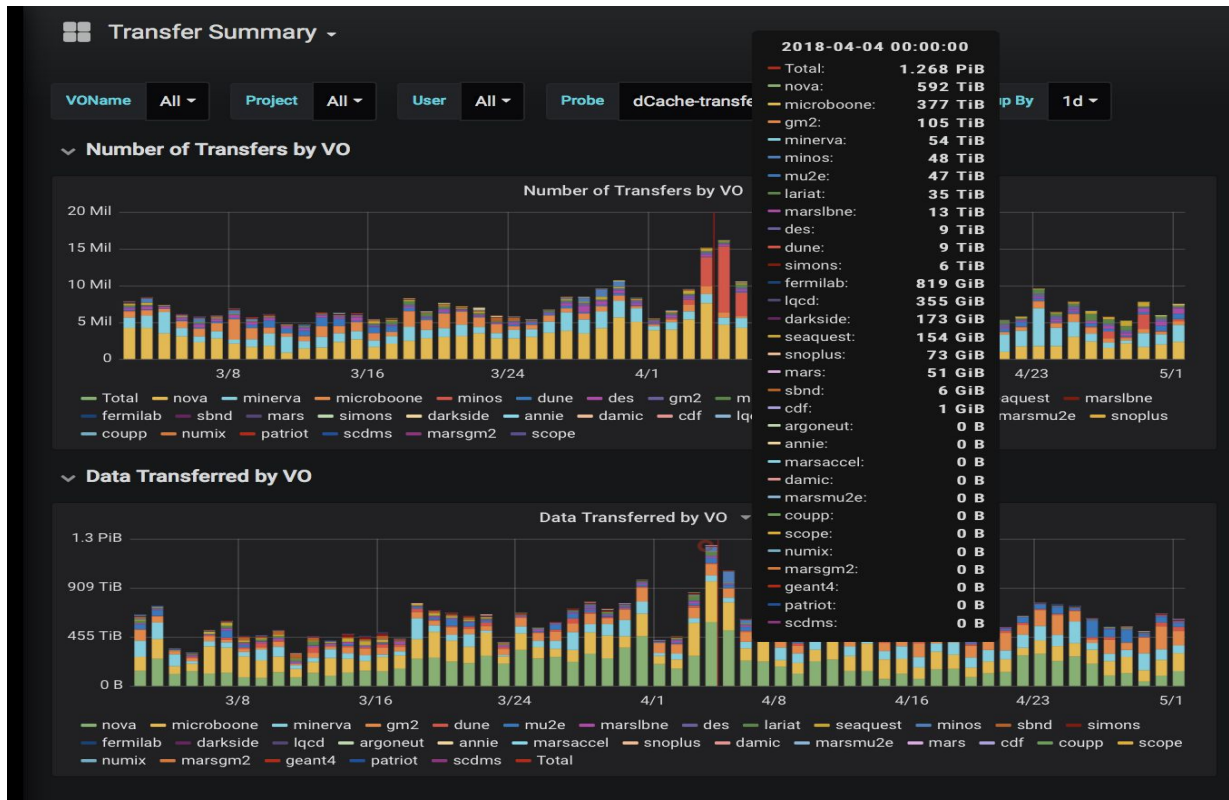 Transfer Summary
VOName All Project All User All Probe dCache-transfe
p By 1d
Number of Transfers by VO
Number of Transfers by VO
20 Mil
15 Mil
10 Mil
5 Mil
0
3/8 3/16 3/24 4/1 4/23 5/1
Total nova minerva microboone minos dune des gm2 m
aquest marslbne
fermilab sbnd mars simons darkside annie damic cdf lq
marsmu2e snoplus
coupp numix patriot scdms marsgm2 scope
2018-04-04 00:00:00
Total: 1.268 PiB
nova: 592 TiB
microboone: 377 TiB
gm2: 105 TiB
minerva: 54 TiB
minos: 48 TiB
mu2e: 47 TiB
lariat: 35 TiB
marslbne: 13 TiB
des: 9 TiB
dune: 9 TiB
simons: 6 TiB
fermilab: 819 GiB
lqcd: 355 GiB
darkside: 173 GiB
seaquest: 154 GiB
snoplus: 73 GiB
mars: 51 GiB
sbnd: 6 GiB
cdf: 1 GiB
argoneut: 0 B
annie: 0 B
marsaccel: 0 B
damic: 0 B
marsmu2e: 0 B
coupp: 0 B
scope: 0 B
numix: 0 B
marsgm2: 0 B
geant4: 0 B
patriot: 0 B
scdms: 0 B
Data Transferred by VO
Data Transferred by VO
1.3 PiB
909 TiB
455 TiB
0 B
3/8 3/16 3/24 4/1 4/8 4/16 4/23 5/1
nova microboone minerva gm2 dune mu2e marslbne des lariat seaquest minos sbnd simons
fermilab darkside lqcd argoneut annie marsaccel snoplus damic marsmu2e mars cdf coupp scope
numix marsgm2 geant4 patriot scdms Total